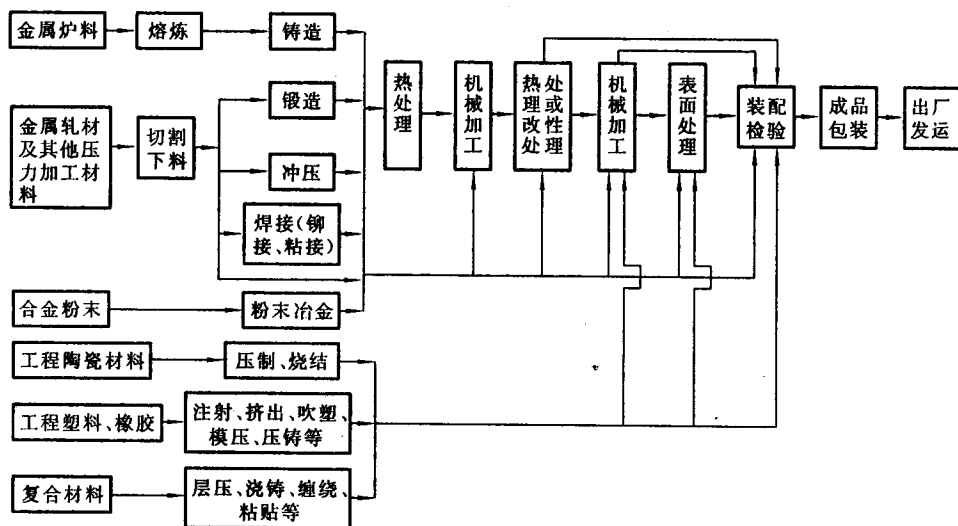 金属炉料
熔炼
铸造
金属轧材
及其他压
力加工材
料
切割
下料
锻造
冲压
焊接(铆
接、粘接)
合金粉末
粉末冶金
工程陶瓷材料
压制、烧结
工程塑料、橡胶
注射、挤出、吹塑、
模压、压铸等
复合材料
层压、浇铸、缠绕、
粘贴等
热处理
机械加工
热理改处
处或性理
机械加工
表面处理
装配
检验
成品
包装
出厂
发运